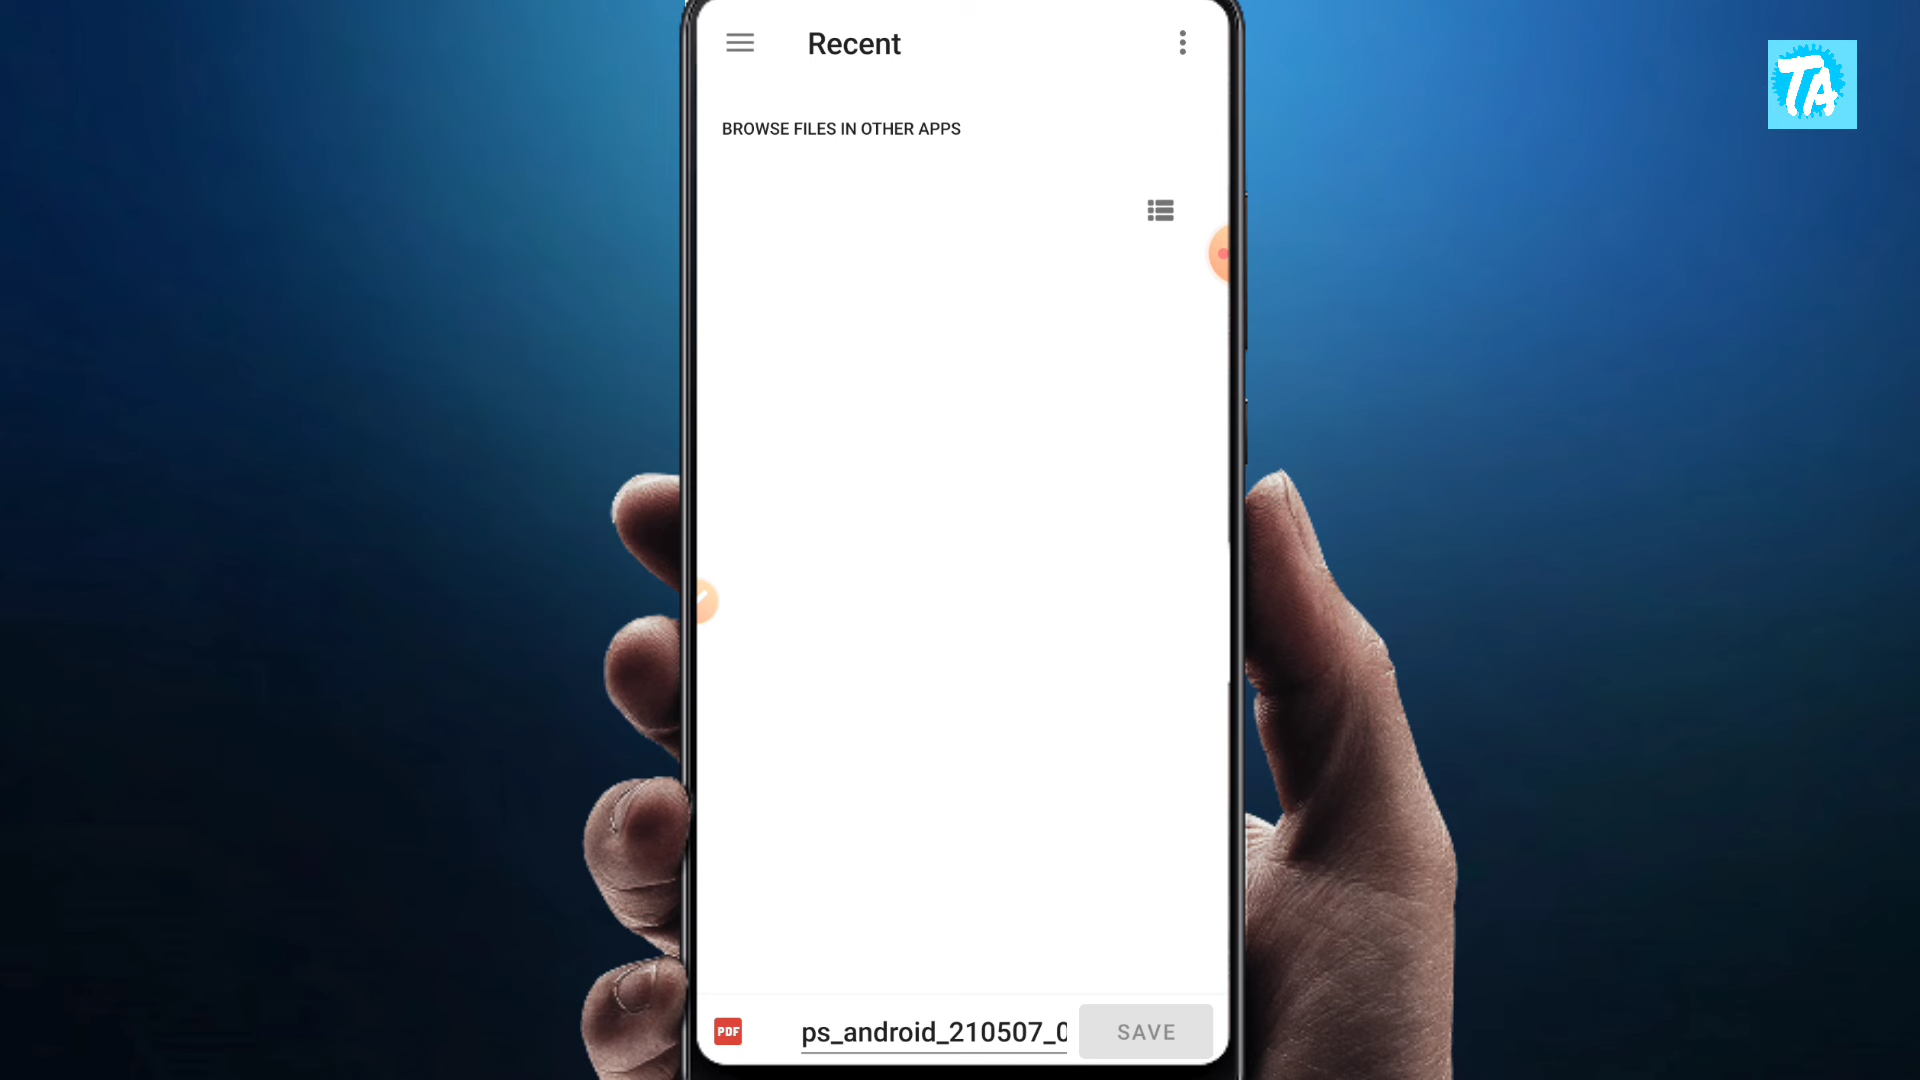 Recent
TA
BROWSE FILES IN OTHER APPS
PDF
ps_android_210507_0
SAVE